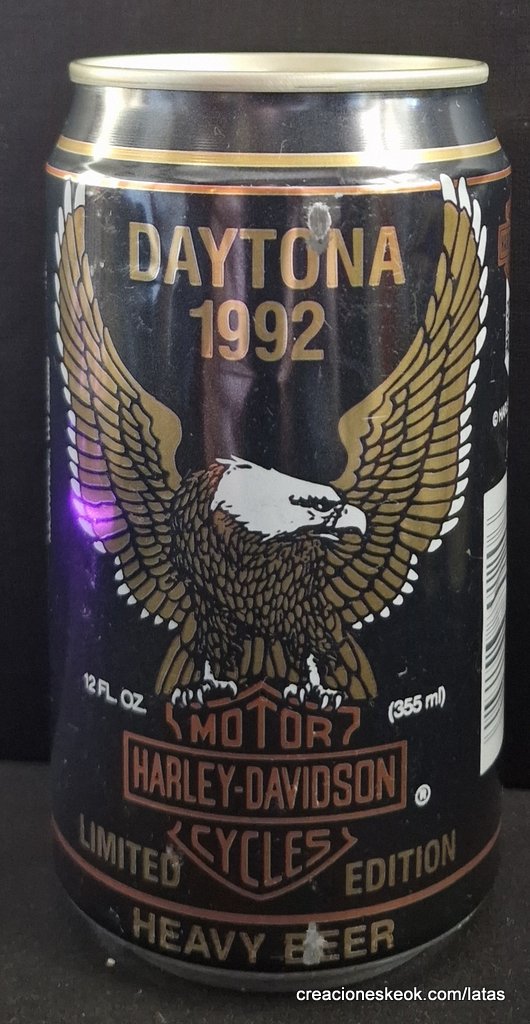 DAYTONA
1992
12 FL. OZ.
(355 ml)
MOTOR
HARLEY-DAVIDSON
®
CYCLES
LIMITED
EDITION
HEAVY BEER
creacioneskeok.com/latas